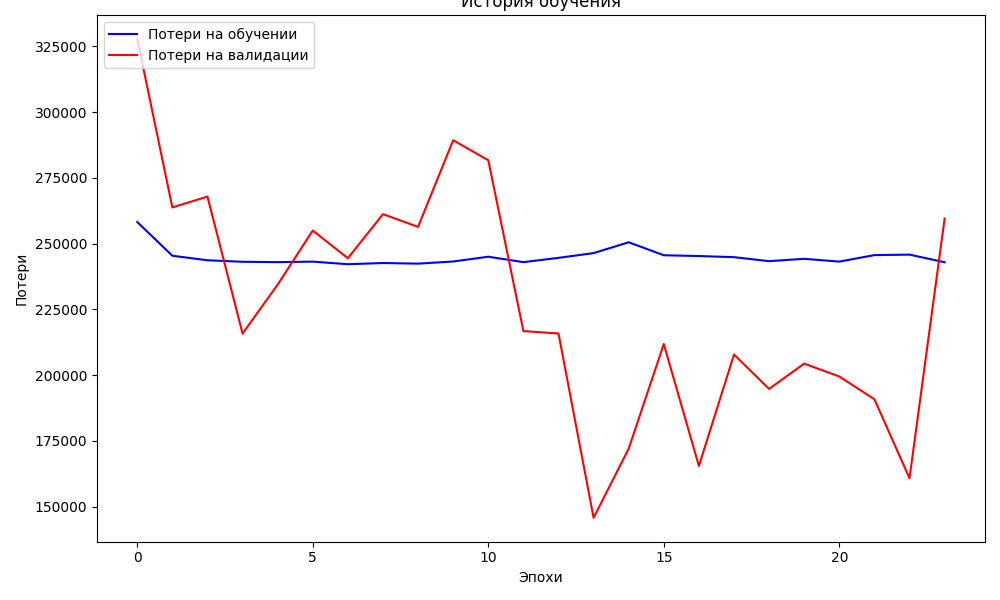 История обучения
Потери на обучении
Потери на валидации
325000
300000
275000
250000
225000
200000
175000
150000
Потери
0 5 10 15 20
Эпохи